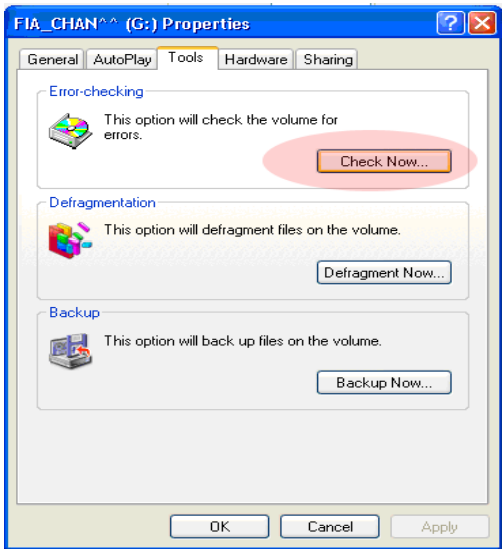 FIA_CHAN^^ (G:) Properties
General AutoPlay Tools Hardware Sharing
Error-checking
This option will check the volume for
errors.
Check Now...
Defragmentation
This option will defragment files on the volume.
Defragment Now...
Backup
This option will back up files on the volume.
Backup Now...
OK Cancel Apply